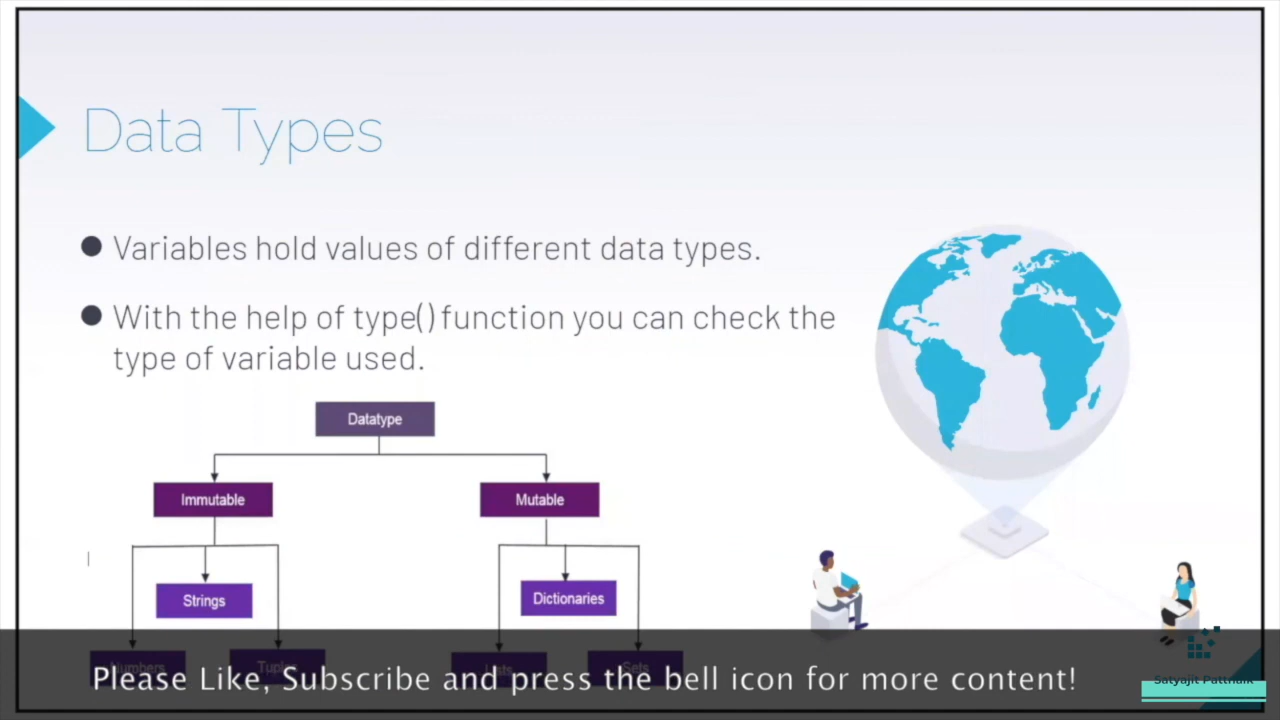 Data Types
Variables hold values of different data types.
With the help of type() function you can check the
type of variable used.
Datatype
Immutable
Mutable
Strings
Dictionaries
Numbers
Tuples
Lists
Sets
Please Like, Subscribe and press the bell icon for more content!
Satyajit Pattnaik